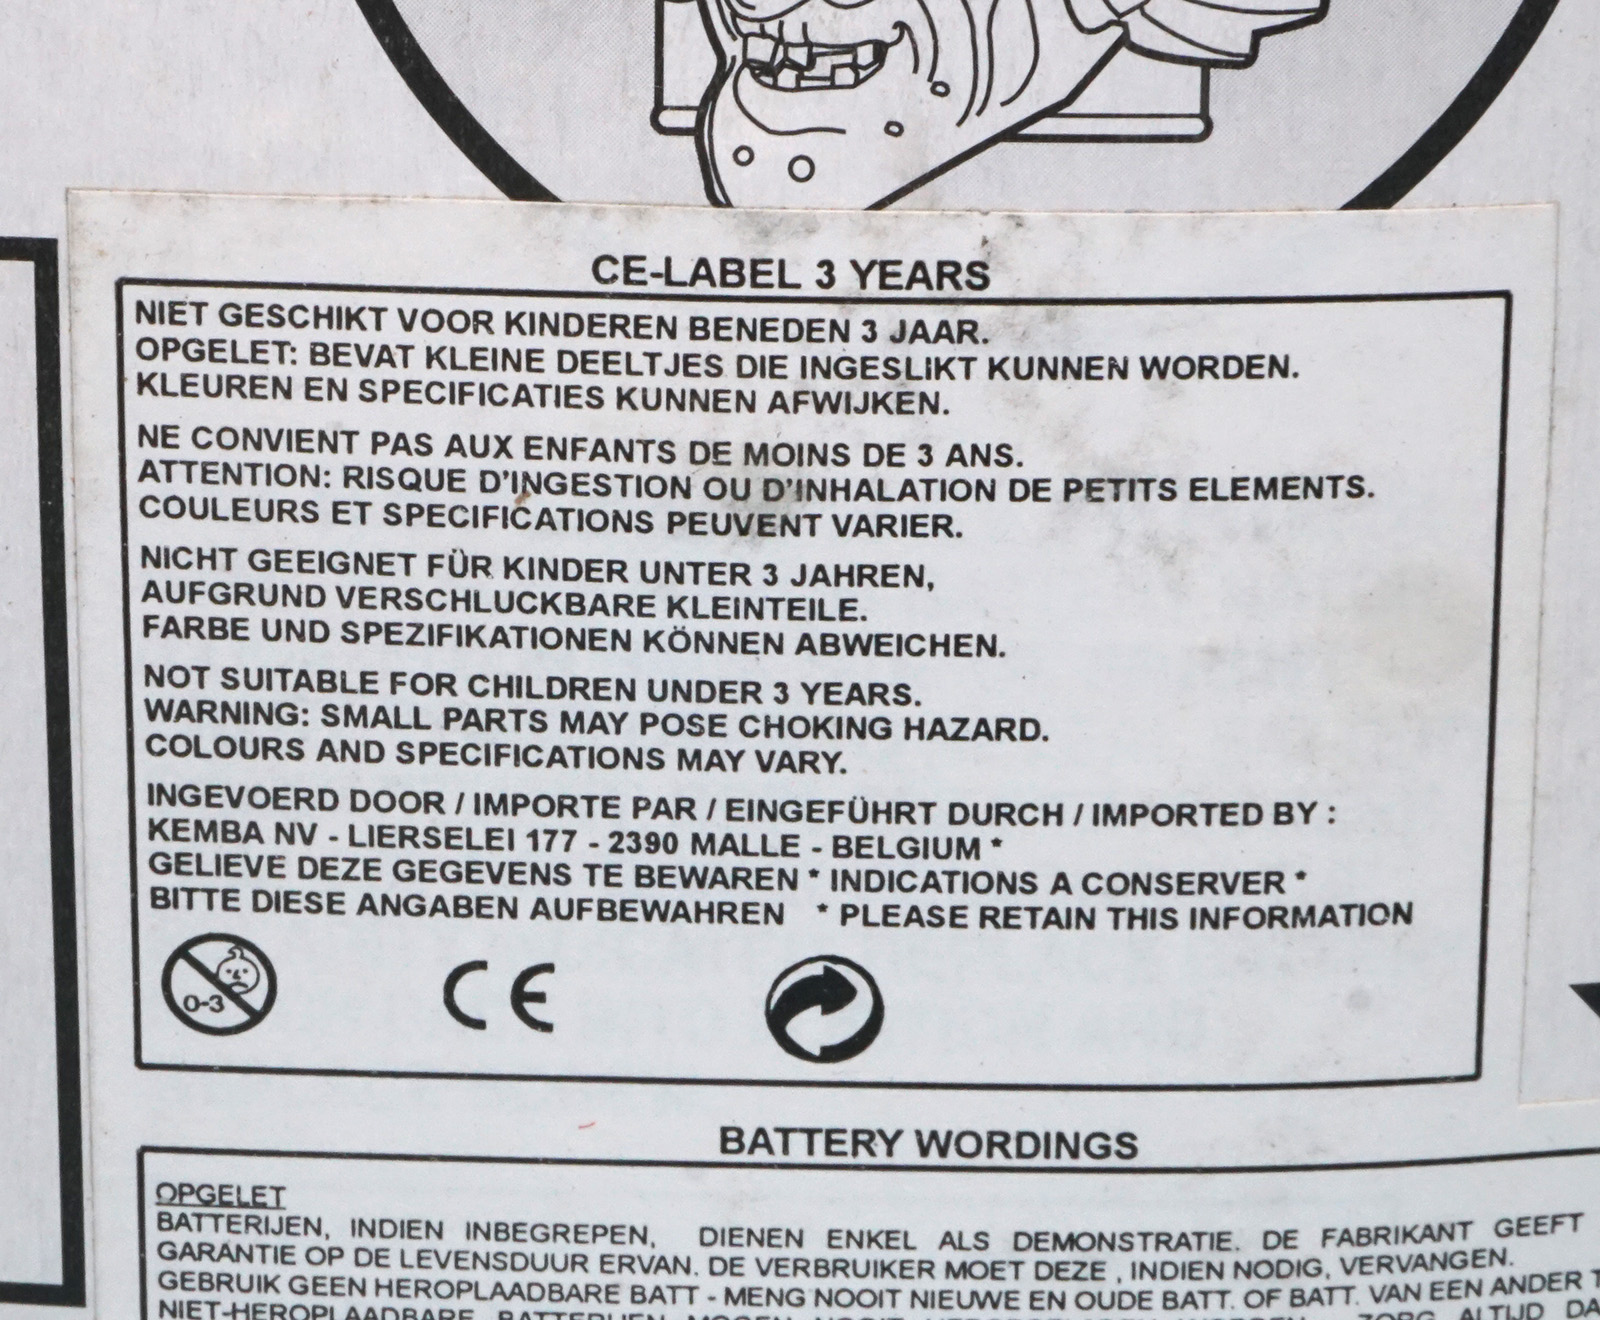 CE-LABEL 3 YEARS
NIET GESCHIKT VOOR KINDEREN BENEDEN 3 JAAR.
OPGELET: BEVAT KLEINE DEELTJES DIE INGESLIKT KUNNEN WORDEN.
KLEUREN EN SPECIFICATIES KUNNEN AFWIJKEN.
NE CONVIENT PAS AUX ENFANTS DE MOINS DE 3 ANS.
ATTENTION: RISQUE D'INGESTION OU D'INHALATION DE PETITS ELEMENTS.
COULEURS ET SPECIFICATIONS PEUVENT VARIER.
NICHT GEEIGNET FÜR KINDER UNTER 3 JAHREN,
AUFGRUND VERSCHLUCKBARE KLEINTEILE.
FARBE UND SPEZIFIKATIONEN KÖNNEN ABWEICHEN.
NOT SUITABLE FOR CHILDREN UNDER 3 YEARS.
WARNING: SMALL PARTS MAY POSE CHOKING HAZARD.
COLOURS AND SPECIFICATIONS MAY VARY.
INGEVOERD DOOR / IMPORTE PAR / EINGEFÜHRT DURCH / IMPORTED BY :
KEMBA NV - LIERSELEI 177 - 2390 MALLE - BELGIUM *
GELIEVE DEZE GEGEVENS TE BEWAREN * INDICATIONS A CONSERVER *
BITTE DIESE ANGABEN AUFBEWAHREN * PLEASE RETAIN THIS INFORMATION
0-3 CE
BATTERY WORDINGS
OPGELET
BATTERIJEN, INDIEN INBEGREPEN, DIENEN ENKEL ALS DEMONSTRATIE. DE FABRIKANT GEEFT
GARANTIE OP DE LEVENSDUUR ERVAN. DE VERBRUIKER MOET DEZE , INDIEN NODIG, VERVANGEN.
GEBRUIK GEEN HEROPLAADBARE BATT - MENG NOOIT NIEUWE EN OUDE BATT. OF BATT. VAN EEN ANDER T
NIET-HEROPLAADBARE BATTERIJEN MOGEN NOOIT ZORG ALTIJD DA